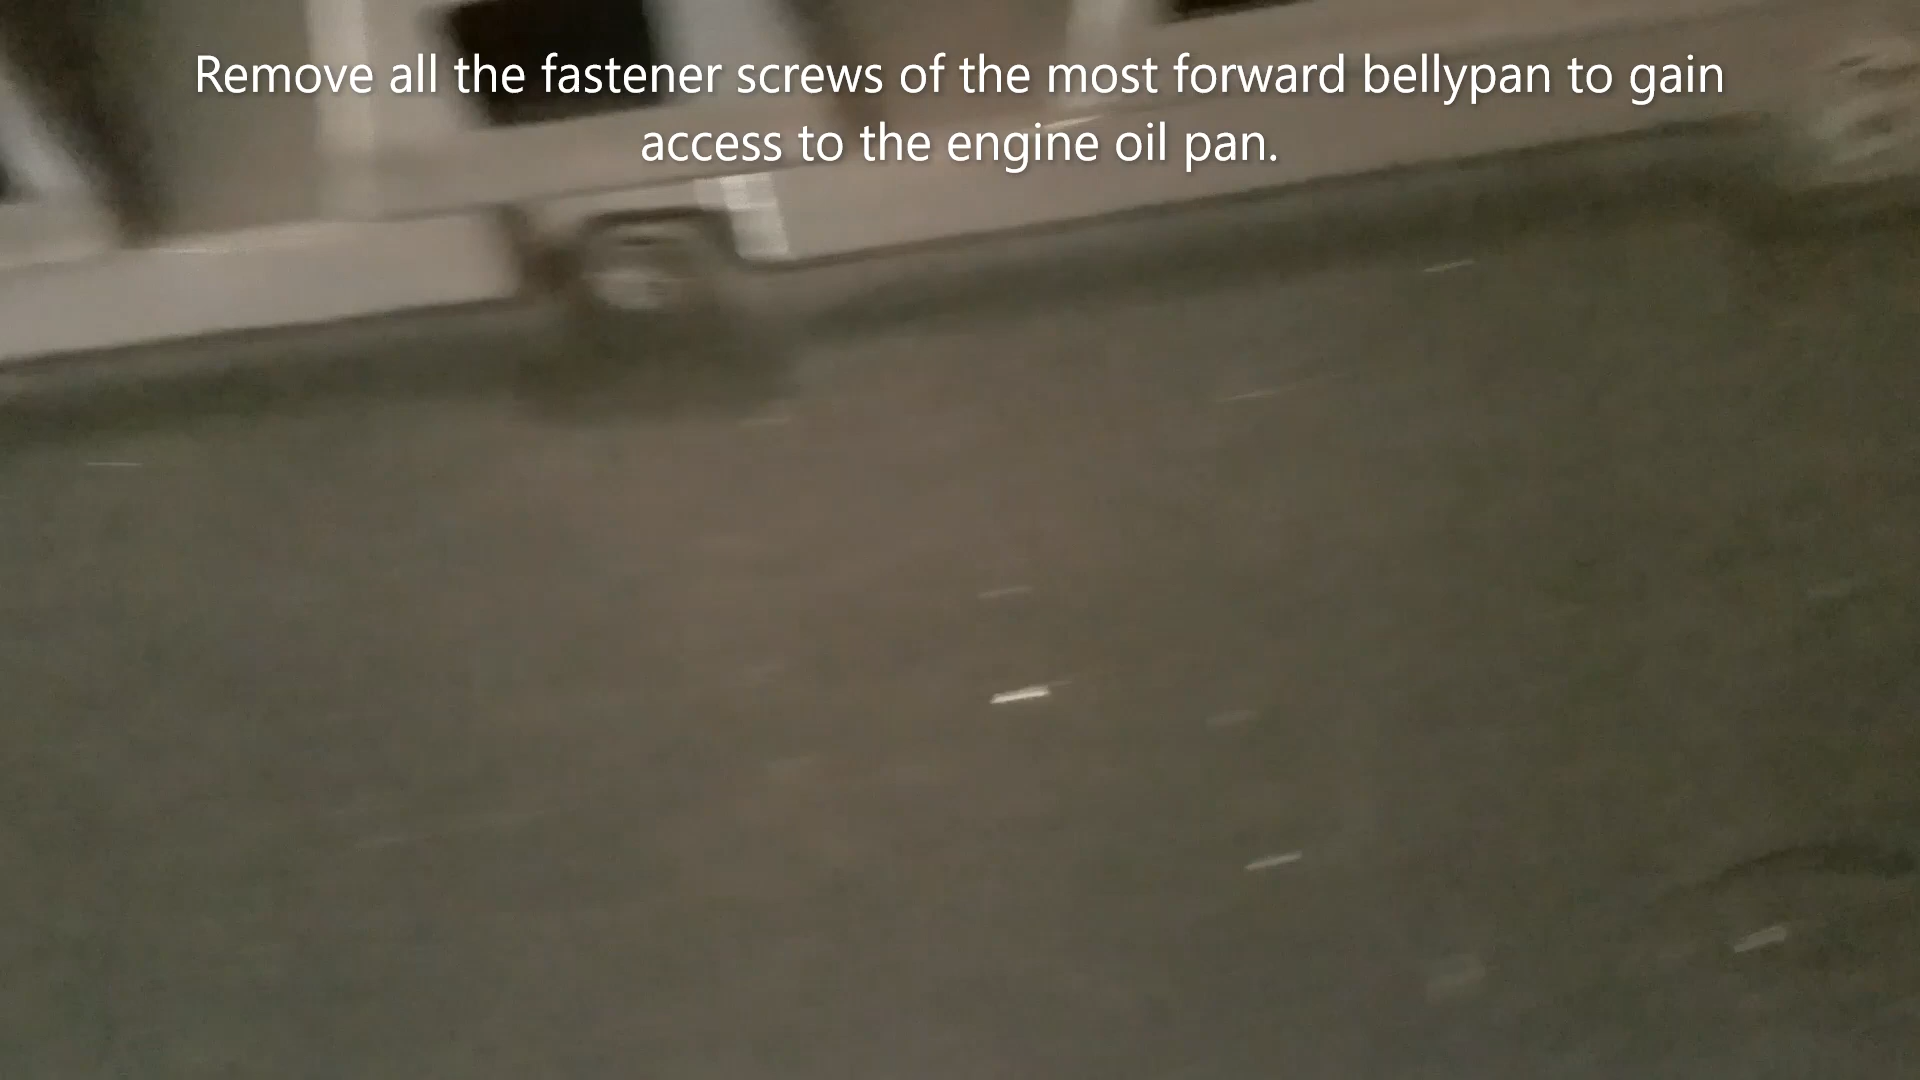 Remove all the fastener screws of the most forward bellypan to gain
access to the engine oil pan.